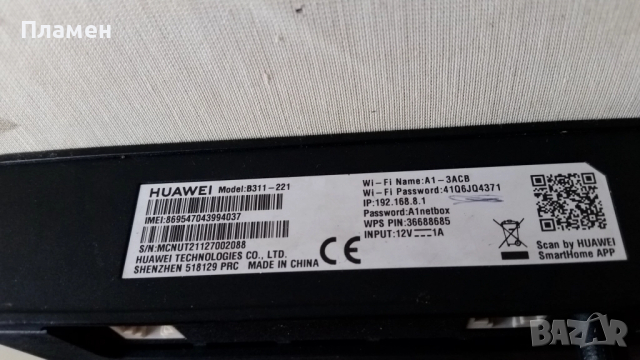 Пламен
HUAWEI Model:B311-221
IMEI:869547043994037
S/N:MCNUT21127002088
HUAWEI TECHNOLOGIES CO., LTD.
SHENZHEN 518129 PRC MADE IN CHINA
CE
Wi-Fi Name:A1-3ACB
Wi-Fi Password:41Q6JQ4371
IP:192.168.8.1
Password:A1netbox
WPS PIN:36688685
INPUT:12V⎓1A
Scan by HUAWEI
SmartHome APP
BAZAR